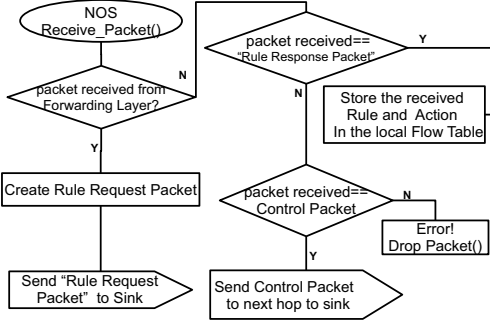 NOS
Receive_Packet()
packet received from
Forwarding Layer?
N
Y
Create Rule Request Packet
Send “Rule Request
Packet” to Sink
packet received==
“Rule Response Packet”
Y
N
Store the received
Rule and Action
In the local Flow Table
packet received==
Control Packet
N
Y
Error!
Drop Packet()
Send Control Packet
to next hop to sink